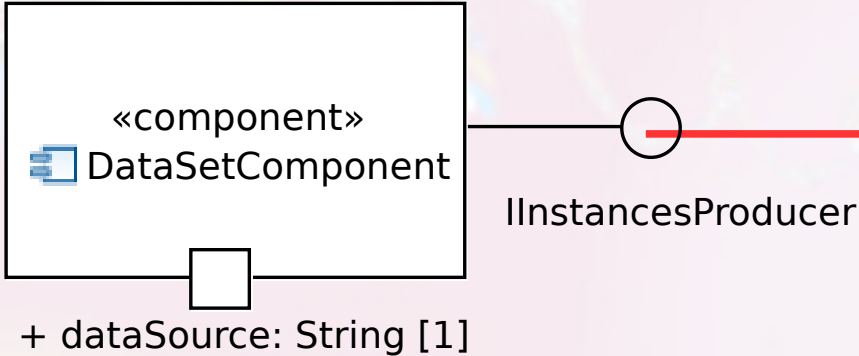 «component»
DataSetComponent
IInstancesProducer
+ dataSource: String [1]